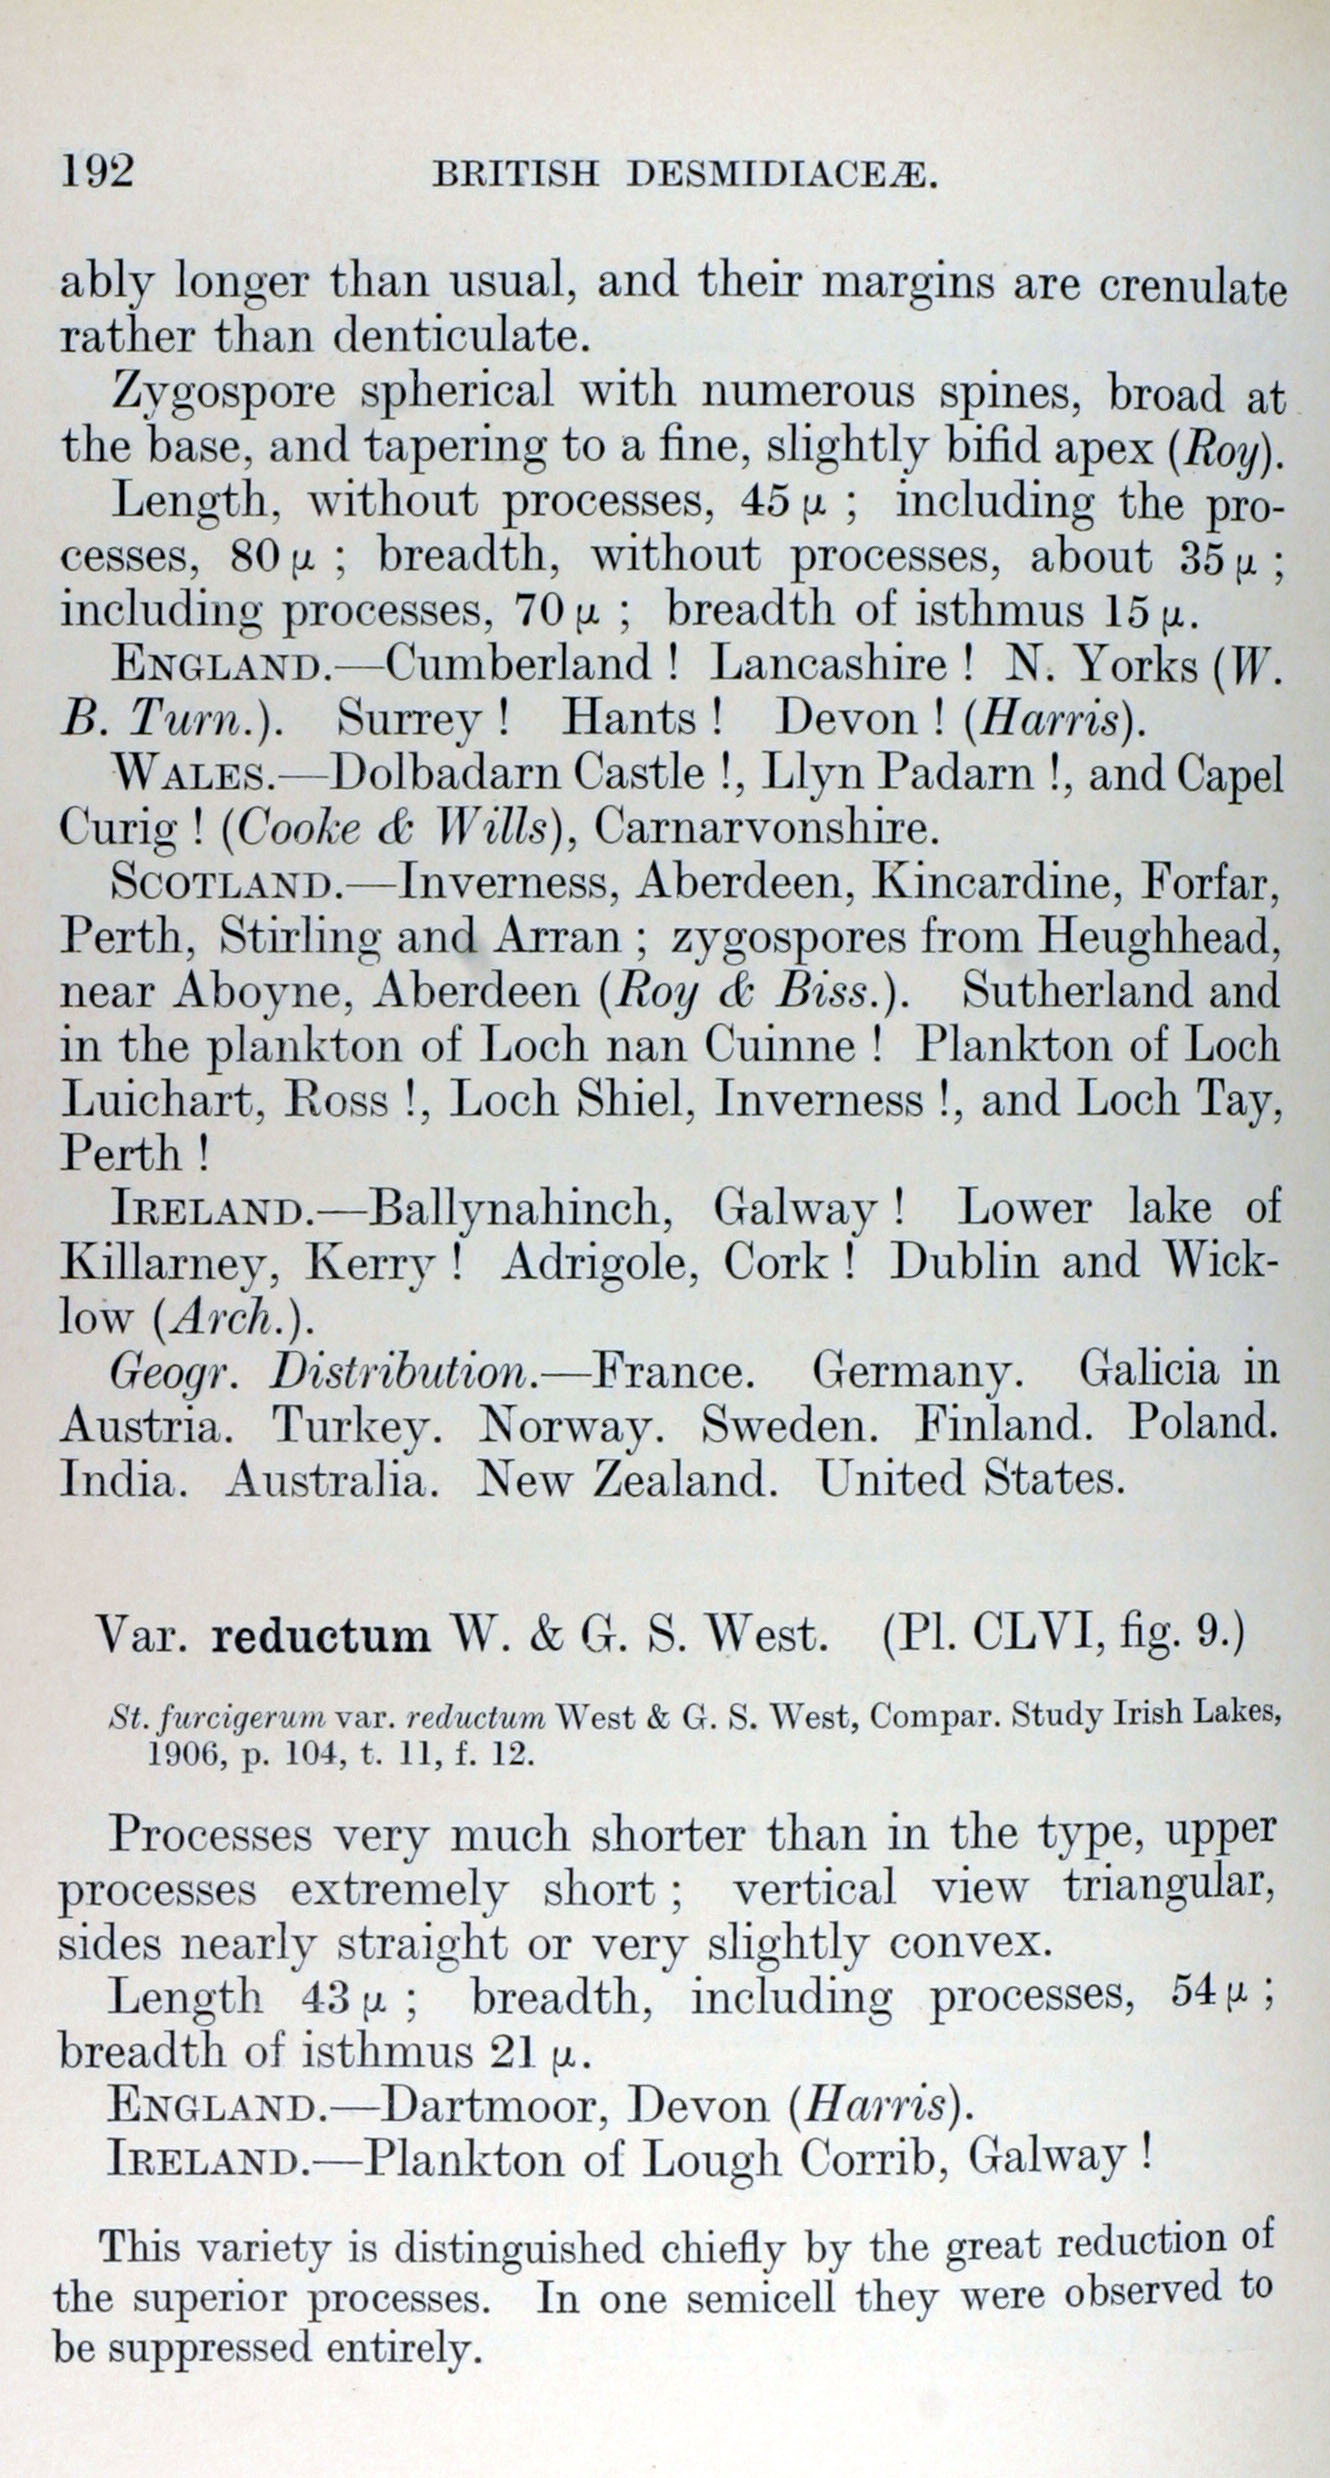 192 BRITISH DESMIDIACEÆ.
ably longer than usual, and their margins are crenulate
rather than denticulate.
Zygospore spherical with numerous spines, broad at
the base, and tapering to a fine, slightly bifid apex (Roy).
Length, without processes, 45 μ ; including the pro-
cesses, 80 μ ; breadth, without processes, about 35 μ ;
including processes, 70 μ ; breadth of isthmus 15 μ.
ENGLAND.—Cumberland ! Lancashire ! N. Yorks (W.
B. Turn.). Surrey ! Hants ! Devon ! (Harris).
WALES.—Dolbadarn Castle !, Llyn Padarn !, and Capel
Curig ! (Cooke & Wills), Carnarvonshire.
SCOTLAND.—Inverness, Aberdeen, Kincardine, Forfar,
Perth, Stirling and Arran ; zygospores from Heughhead,
near Aboyne, Aberdeen (Roy & Biss.). Sutherland and
in the plankton of Loch nan Cuinne ! Plankton of Loch
Luichart, Ross !, Loch Shiel, Inverness !, and Loch Tay,
Perth !
IRELAND.—Ballynahinch, Galway ! Lower lake of
Killarney, Kerry ! Adrigole, Cork ! Dublin and Wick-
low (Arch.).
Geogr. Distribution.—France. Germany. Galicia in
Austria. Turkey. Norway. Sweden. Finland. Poland.
India. Australia. New Zealand. United States.
Var. reductum W. & G. S. West. (Pl. CLVI, fig. 9.)
St. furcigerum var. reductum West & G. S. West, Compar. Study Irish Lakes,
1906, p. 104, t. 11, f. 12.
Processes very much shorter than in the type, upper
processes extremely short ; vertical view triangular,
sides nearly straight or very slightly convex.
Length 43 μ ; breadth, including processes, 54 μ ;
breadth of isthmus 21 μ.
ENGLAND.—Dartmoor, Devon (Harris).
IRELAND.—Plankton of Lough Corrib, Galway !
This variety is distinguished chiefly by the great reduction of
the superior processes. In one semicell they were observed to
be suppressed entirely.